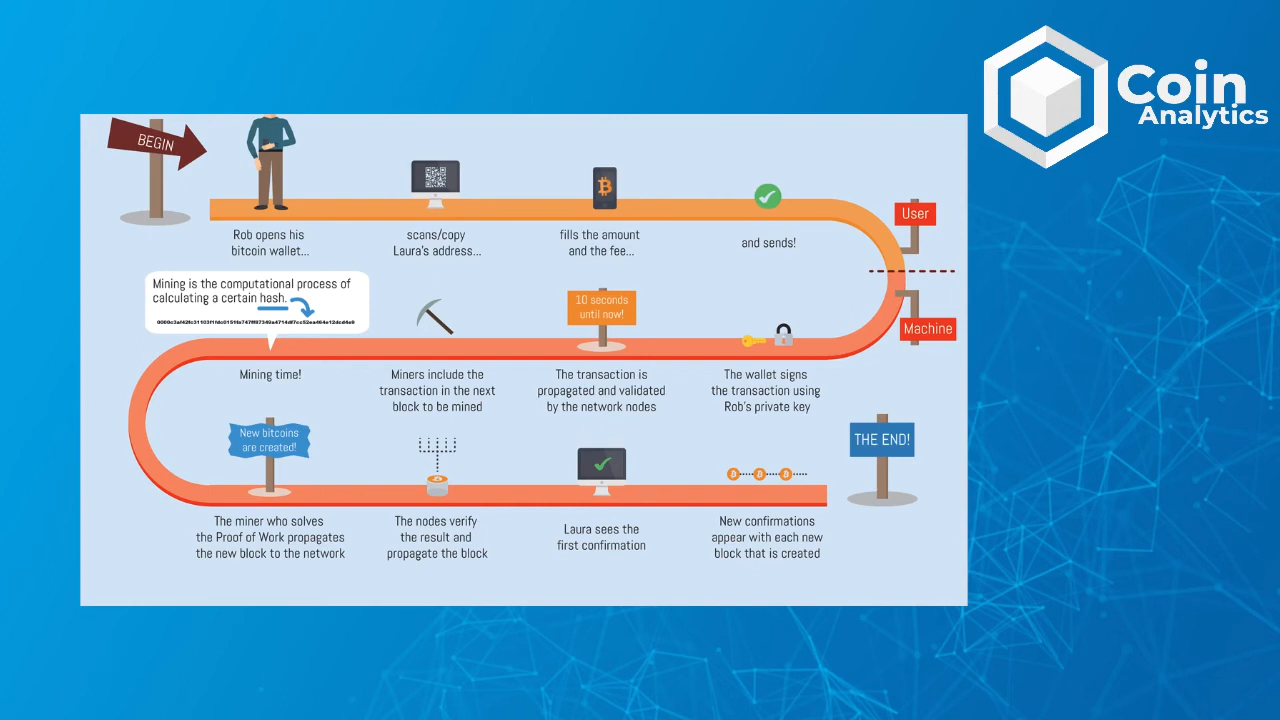 Coin
Analytics
BEGIN
Rob opens his
bitcoin wallet...
scans/copy
Laura's address...
fills the amount
and the fee...
and sends!
User
Machine
The wallet signs
the transaction using
Rob's private key
10 seconds
until now!
The transaction is
propagated and validated
by the network nodes
Miners include the
transaction in the next
block to be mined
Mining is the computational process of
calculating a certain hash.
Mining time!
New bitcoins
are created!
The miner who solves
the Proof of Work propagates
the new block to the network
The nodes verify
the result and
propagate the block
Laura sees the
first confirmation
New confirmations
appear with each new
block that is created
THE END!